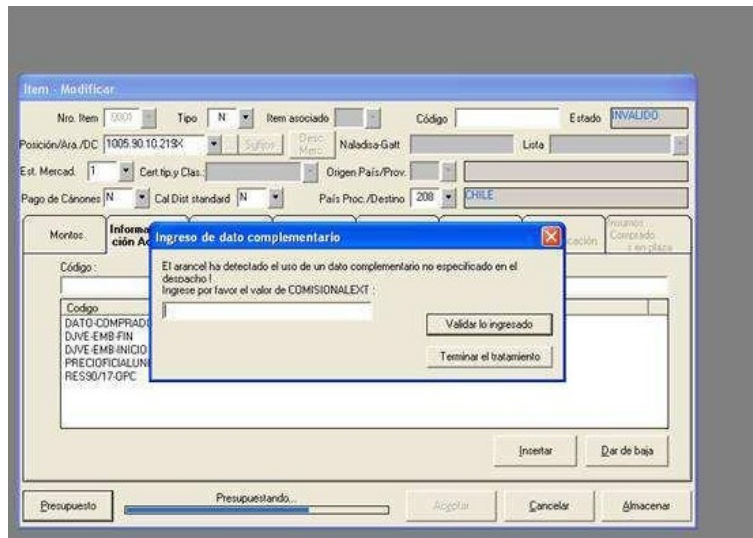 Item - Modificar
Nro. Item 0001 Tipo N Item asociado Código Estado INVALIDO
Posición/Ara./DC 1005.90.10.219X Sufijos Desc. Merc. Naladisa-Gatt Lista
Est. Mercad. 1 Cert.tip.y Clas.: Origen País/Prov.
Pago de Cánones N Cal Dist standard N País Proc./Destino 208 CHILE
Montos
Código :
Codigo
DJVE-EMB-FIN
DJVE-EMB-INICIO
RES90/17-OPC
Ingreso de dato complementario
El arancel ha detectado el uso de un dato complementario no especificado en el
despacho !
Ingrese por favor el valor de COMISIONALEXT :
Validar lo ingresado
Terminar el tratamiento
Insertar Dar de baja
Presupuesto Presupuestando... Aceptar Cancelar Almacenar